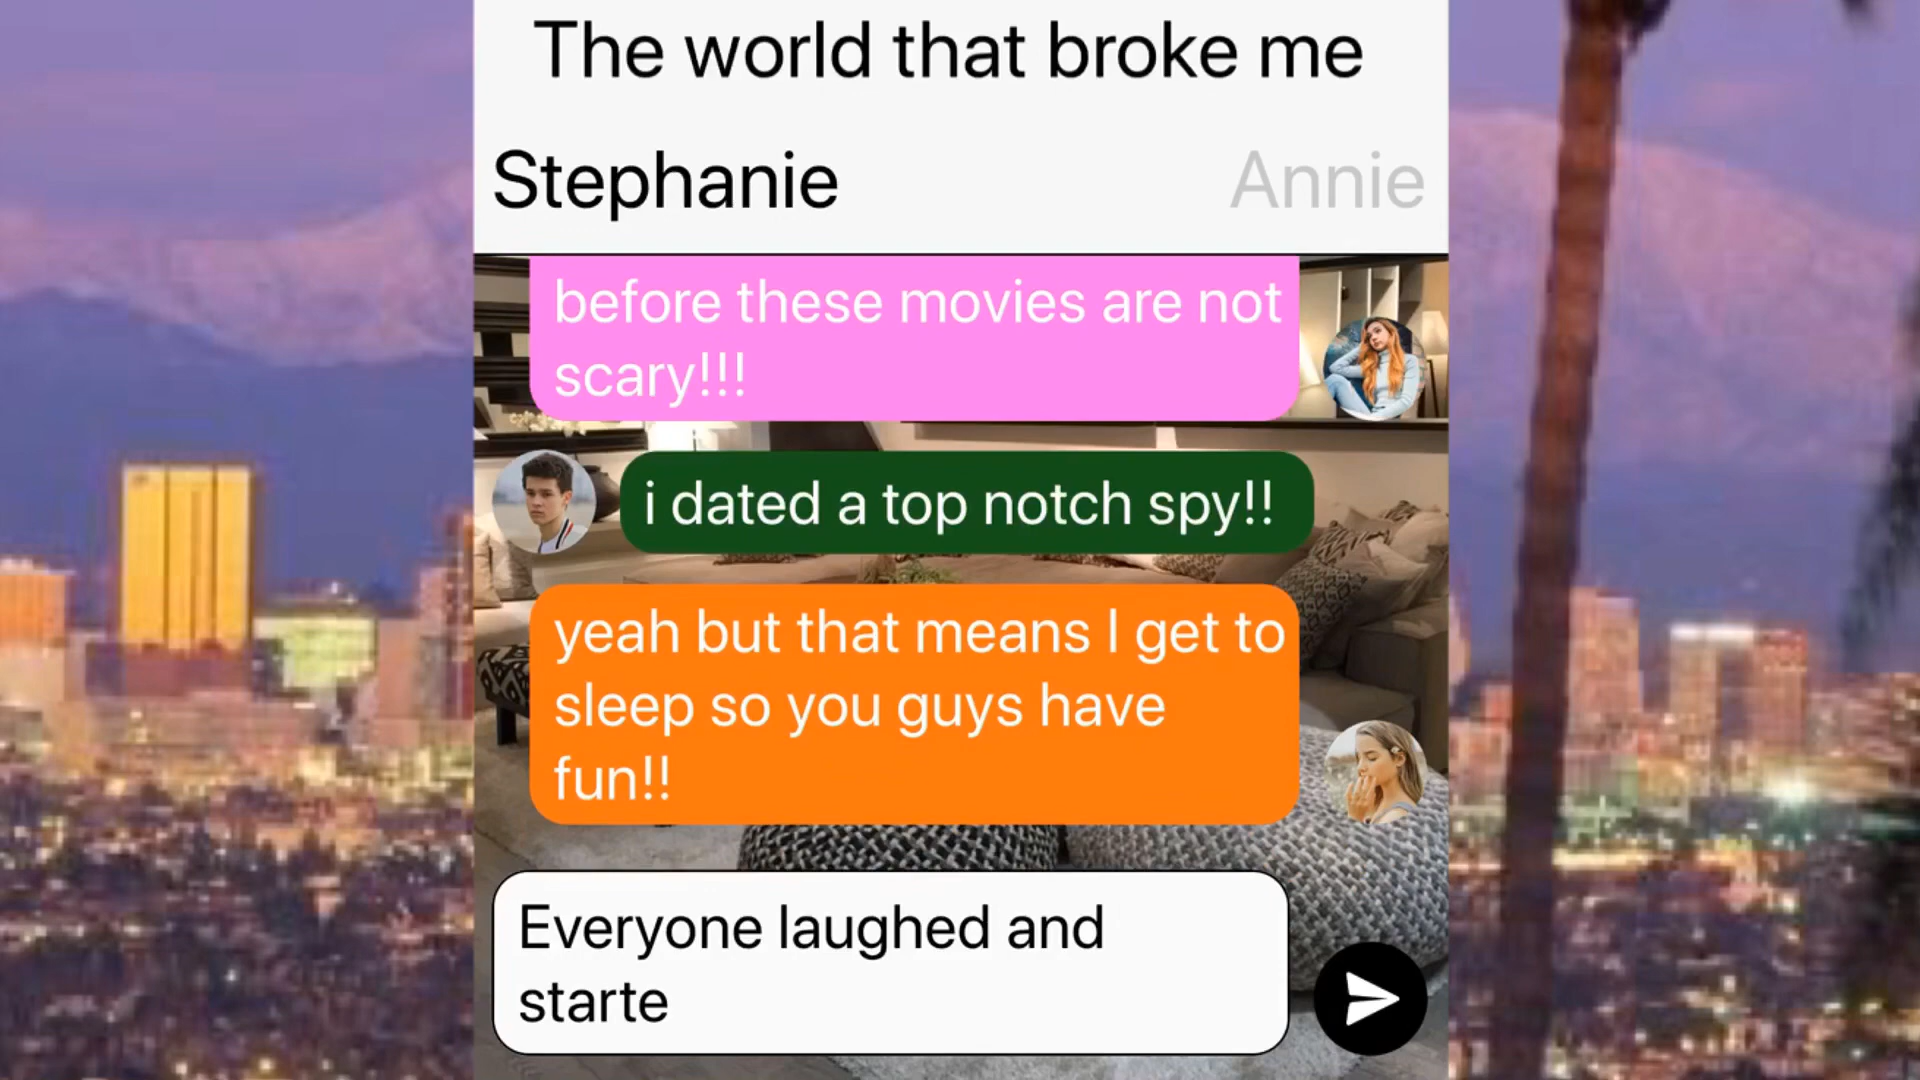 The world that broke me
Stephanie
Annie
before these movies are not
scary!!!
i dated a top notch spy!!
yeah but that means I get to
sleep so you guys have
fun!!
Everyone laughed and
starte